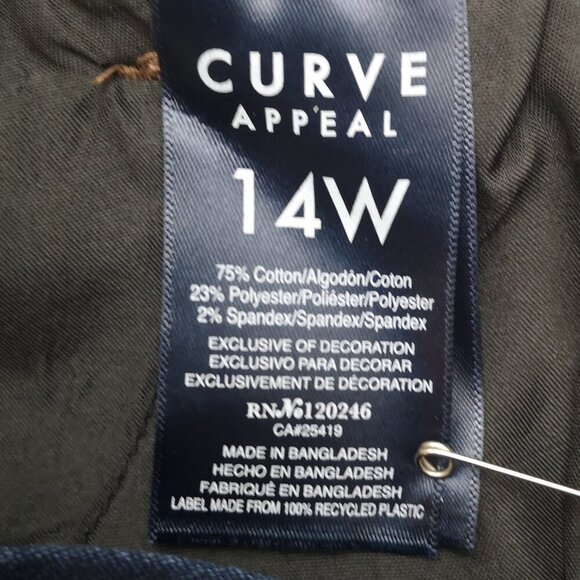 CURVE
APPEAL
14W
75% Cotton/Algodón/Coton
23% Polyester/Poliéster/Polyester
2% Spandex/Spandex/Spandex
EXCLUSIVE OF DECORATION
EXCLUSIVO PARA DECORAR
EXCLUSIVEMENT DE DÉCORATION
RN№120246
CA#25419
MADE IN BANGLADESH
HECHO EN BANGLADESH
FABRIQUÉ EN BANGLADESH
LABEL MADE FROM 100% RECYCLED PLASTIC